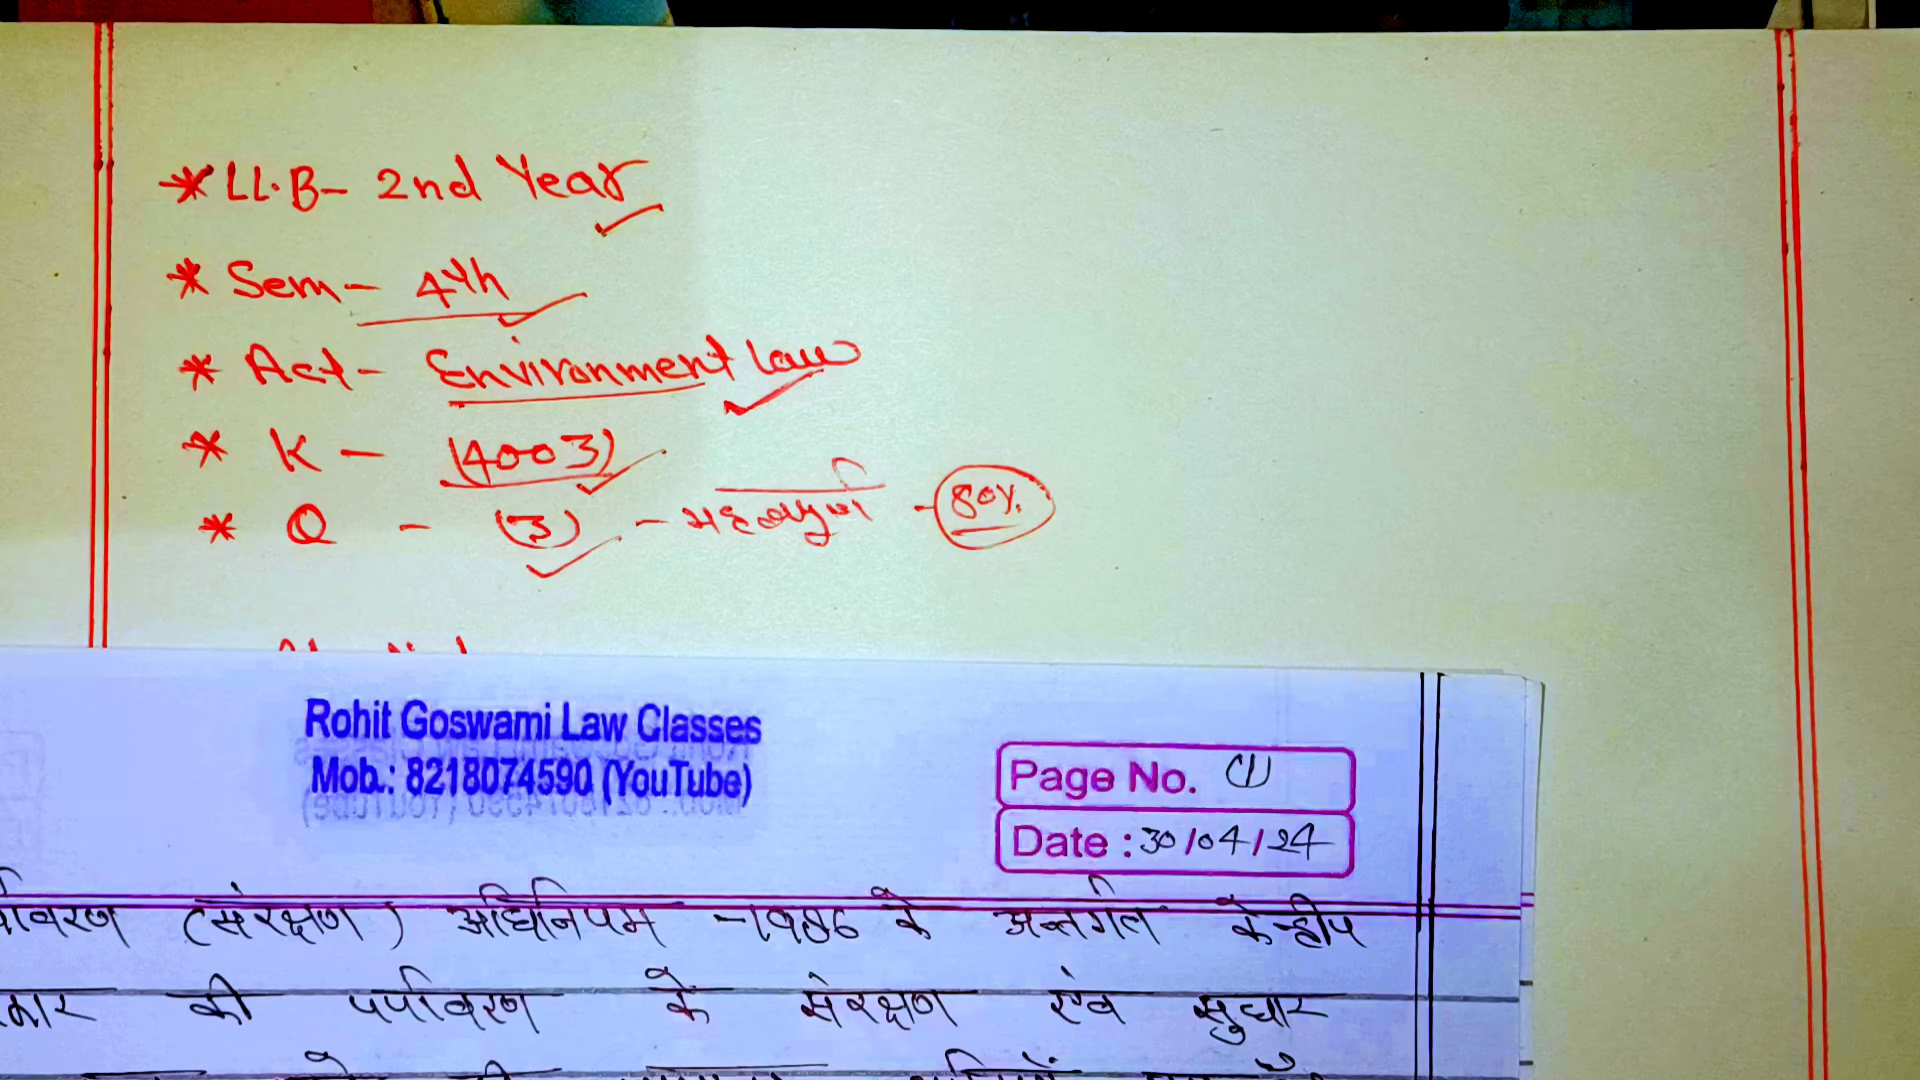 * LL.B- 2nd Year
* Sem- 4th
* Act- Environment Law
* K - (4003)
* Q - (3) - महत्वपूर्ण - 80%
Rohit Goswami Law Classes
Mob.: 8218074590 (YouTube)
Page No. (1)
Date : 30/04/24
(संरक्षण) अधिनियम -1986 के अन्तर्गत केन्द्रीय
की पर्यावरण के संरक्षण एंव सुधार